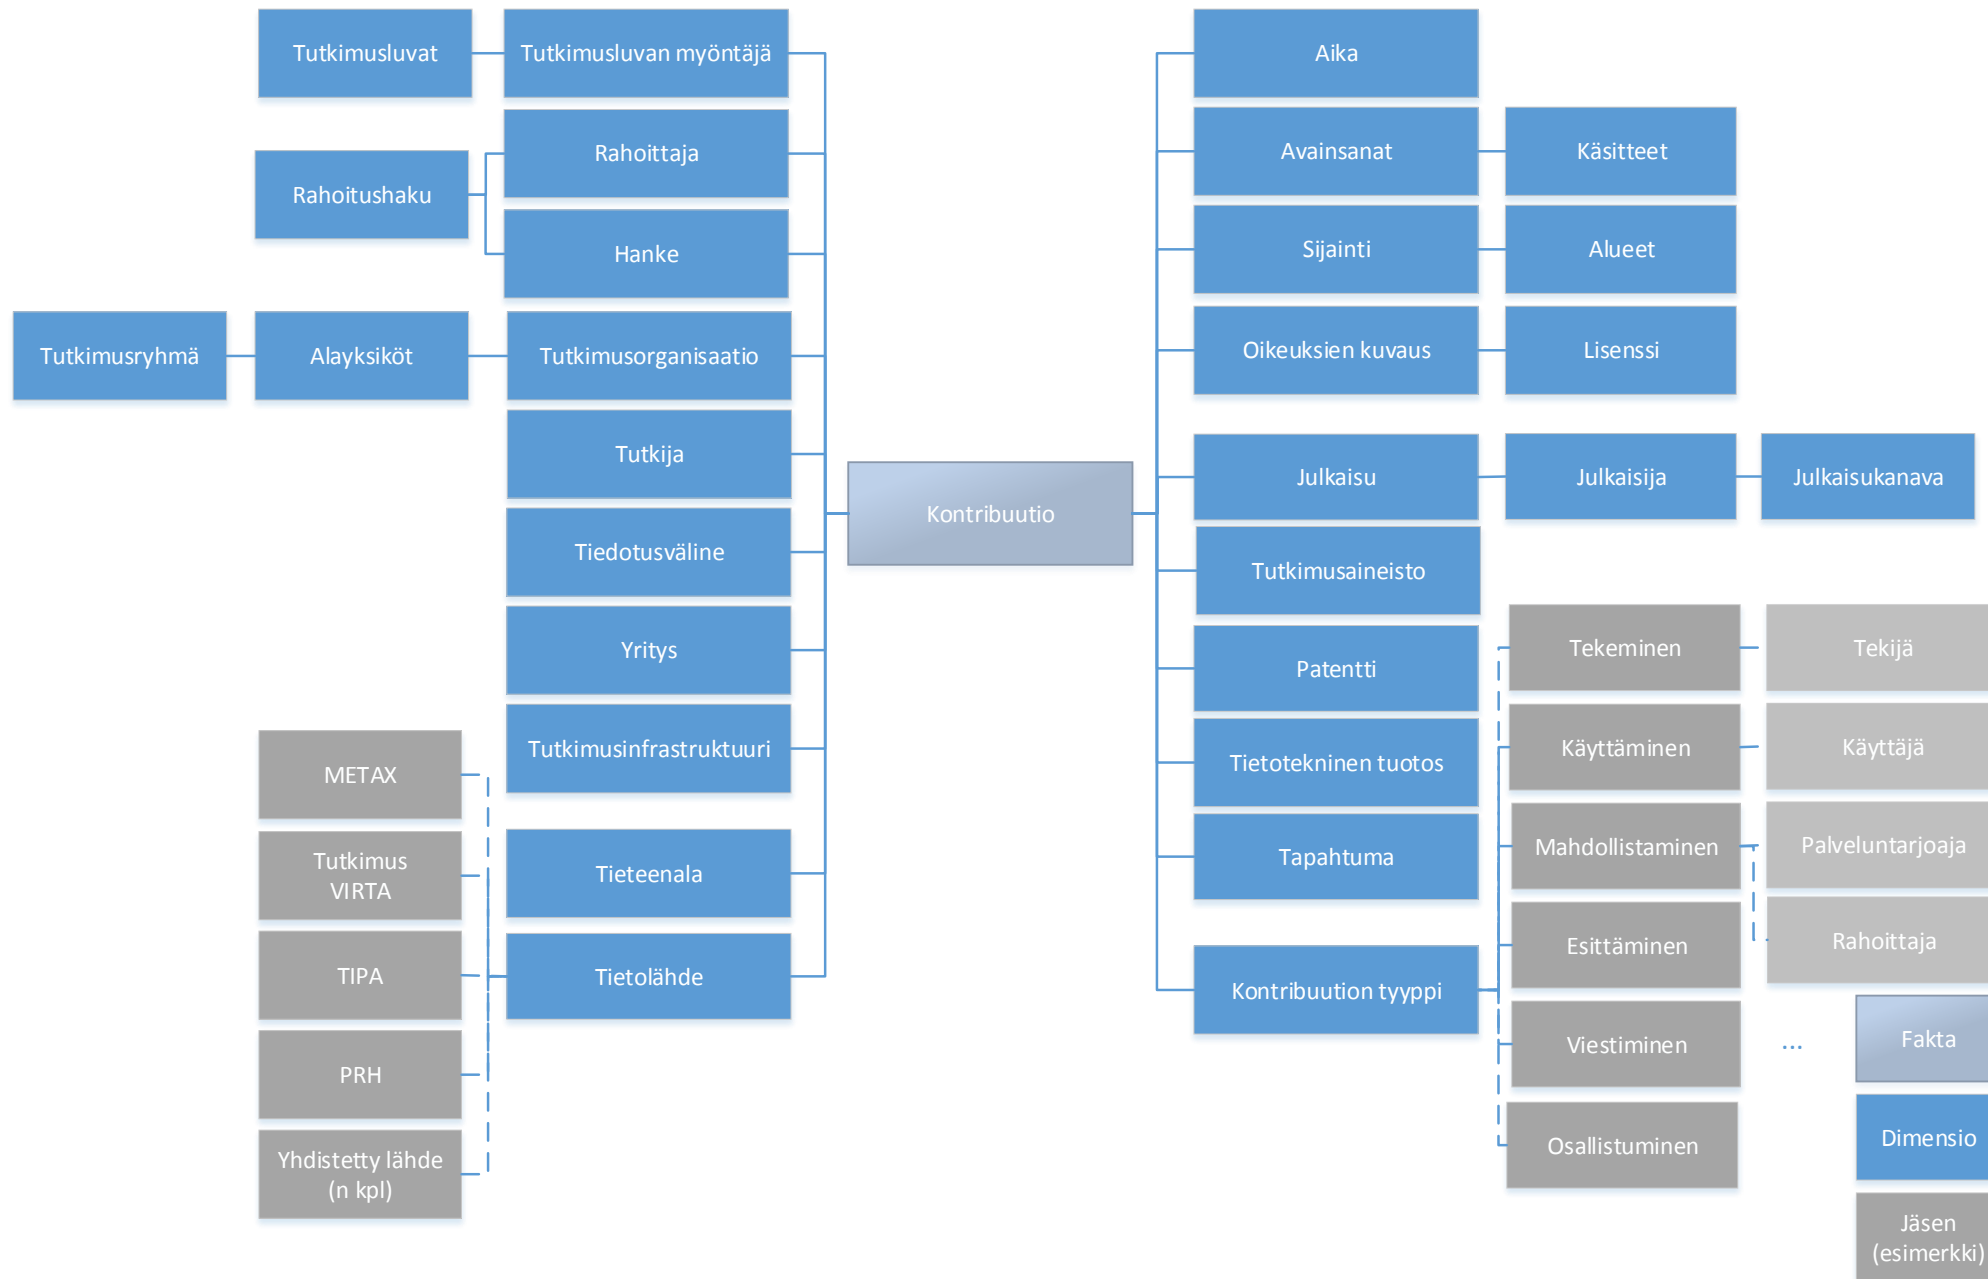 Tutkimusluvat
Tutkimusluvan myöntäjä
Rahoittaja
Rahoitushaku
Hanke
Tutkimusryhmä
Alayksiköt
Tutkimusorganisaatio
Tutkija
Tiedotusväline
Yritys
Tutkimusinfrastruktuuri
Tieteenala
Tietolähde
METAX
Tutkimus
VIRTA
TIPA
PRH
Yhdistetty lähde
(n kpl)
Kontribuutio
Aika
Avainsanat
Käsitteet
Sijainti
Alueet
Oikeuksien kuvaus
Lisenssi
Julkaisu
Julkaisija
Julkaisukanava
Tutkimusaineisto
Patentti
Tietotekninen tuotos
Tapahtuma
Kontribuution tyyppi
Tekeminen
Tekijä
Käyttäminen
Käyttäjä
Mahdollistaminen
Palveluntarjoaja
Esittäminen
Rahoittaja
Viestiminen
...
Osallistuminen
Fakta
Dimensio
Jäsen
(esimerkki)